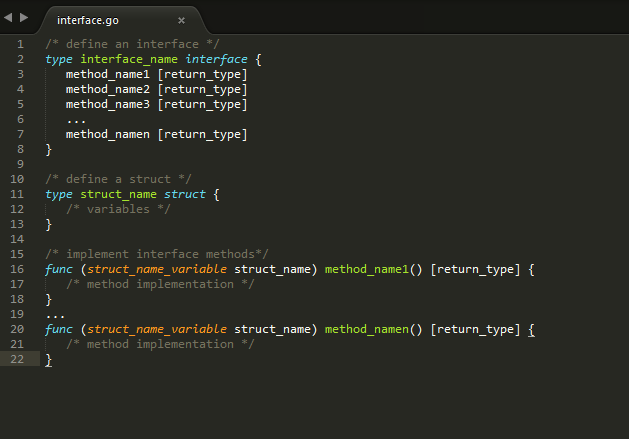 interface.go ×
1 /* define an interface */
2 type interface_name interface {
3    method_name1 [return_type]
4    method_name2 [return_type]
5    method_name3 [return_type]
6    ...
7    method_namen [return_type]
8 }
9
10 /* define a struct */
11 type struct_name struct {
12    /* variables */
13 }
14
15 /* implement interface methods*/
16 func (struct_name_variable struct_name) method_name1() [return_type] {
17    /* method implementation */
18 }
19 ...
20 func (struct_name_variable struct_name) method_namen() [return_type] {
21    /* method implementation */
22 }